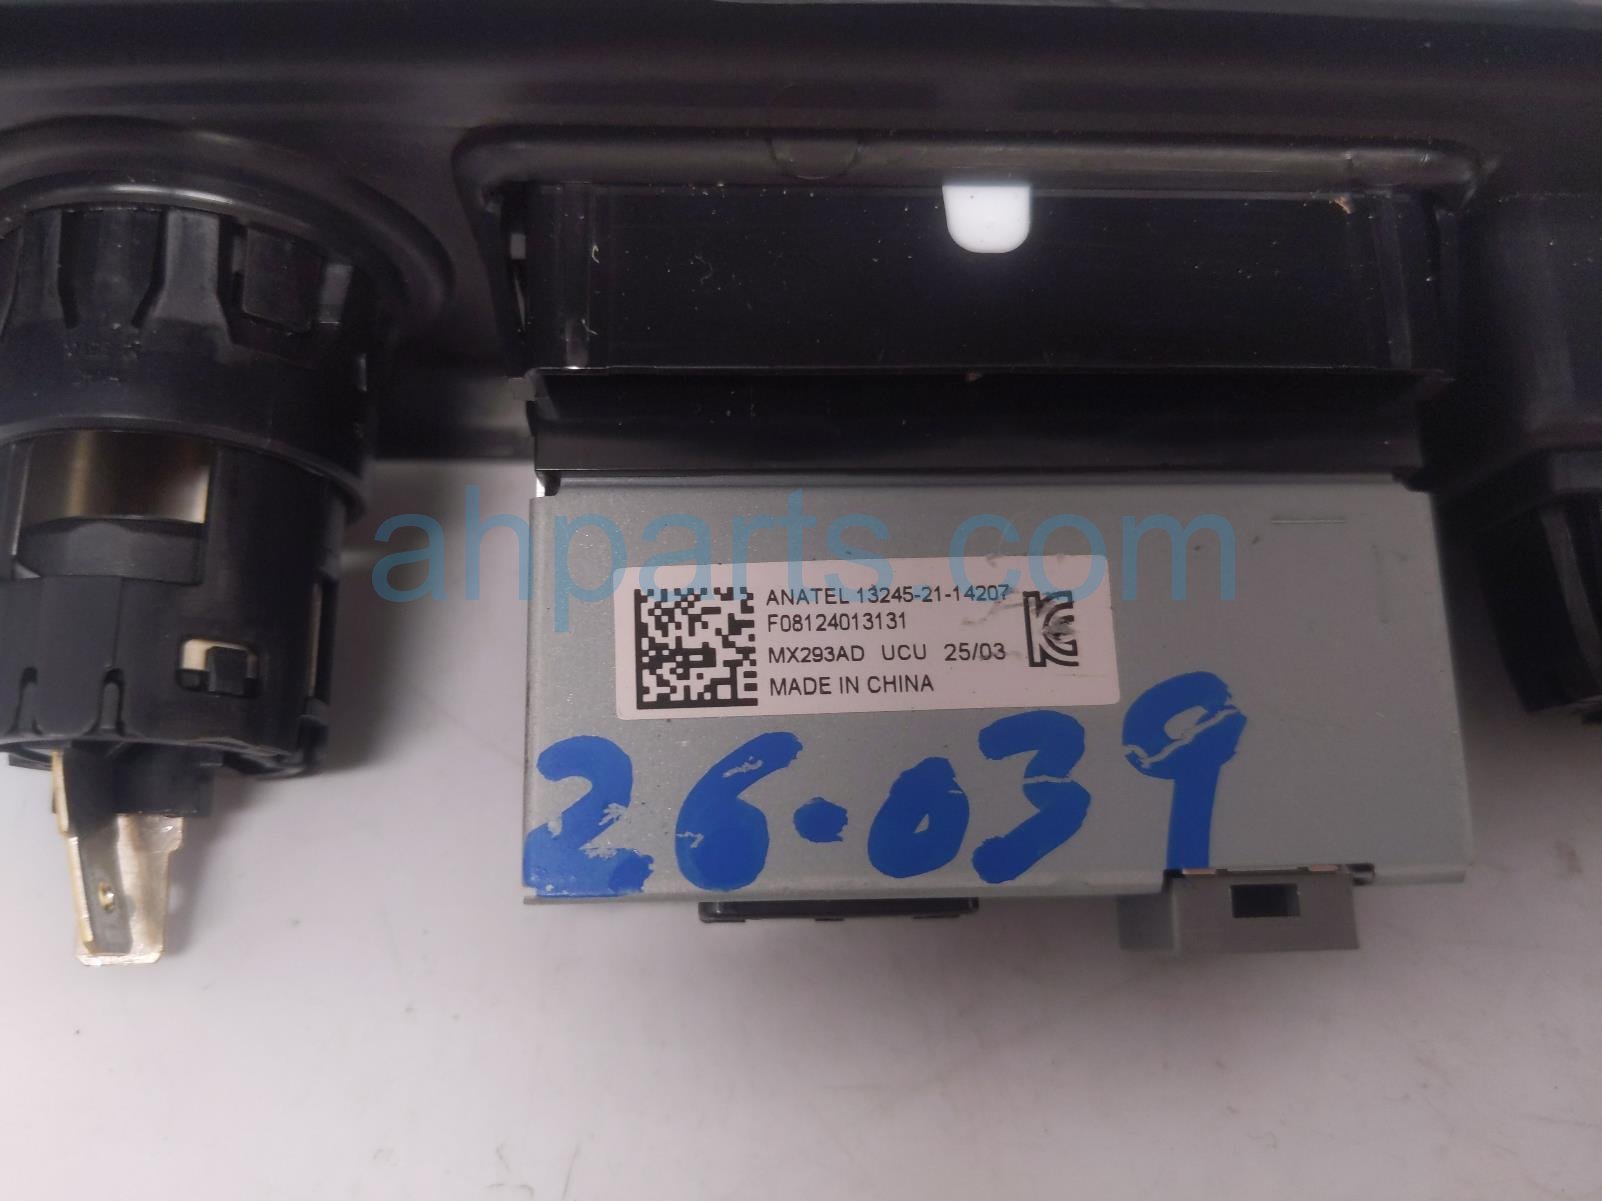 ahparts.com
ANATEL 13245-21-14207
F08124013131
MX293AD UCU 25/03
MADE IN CHINA
26.039